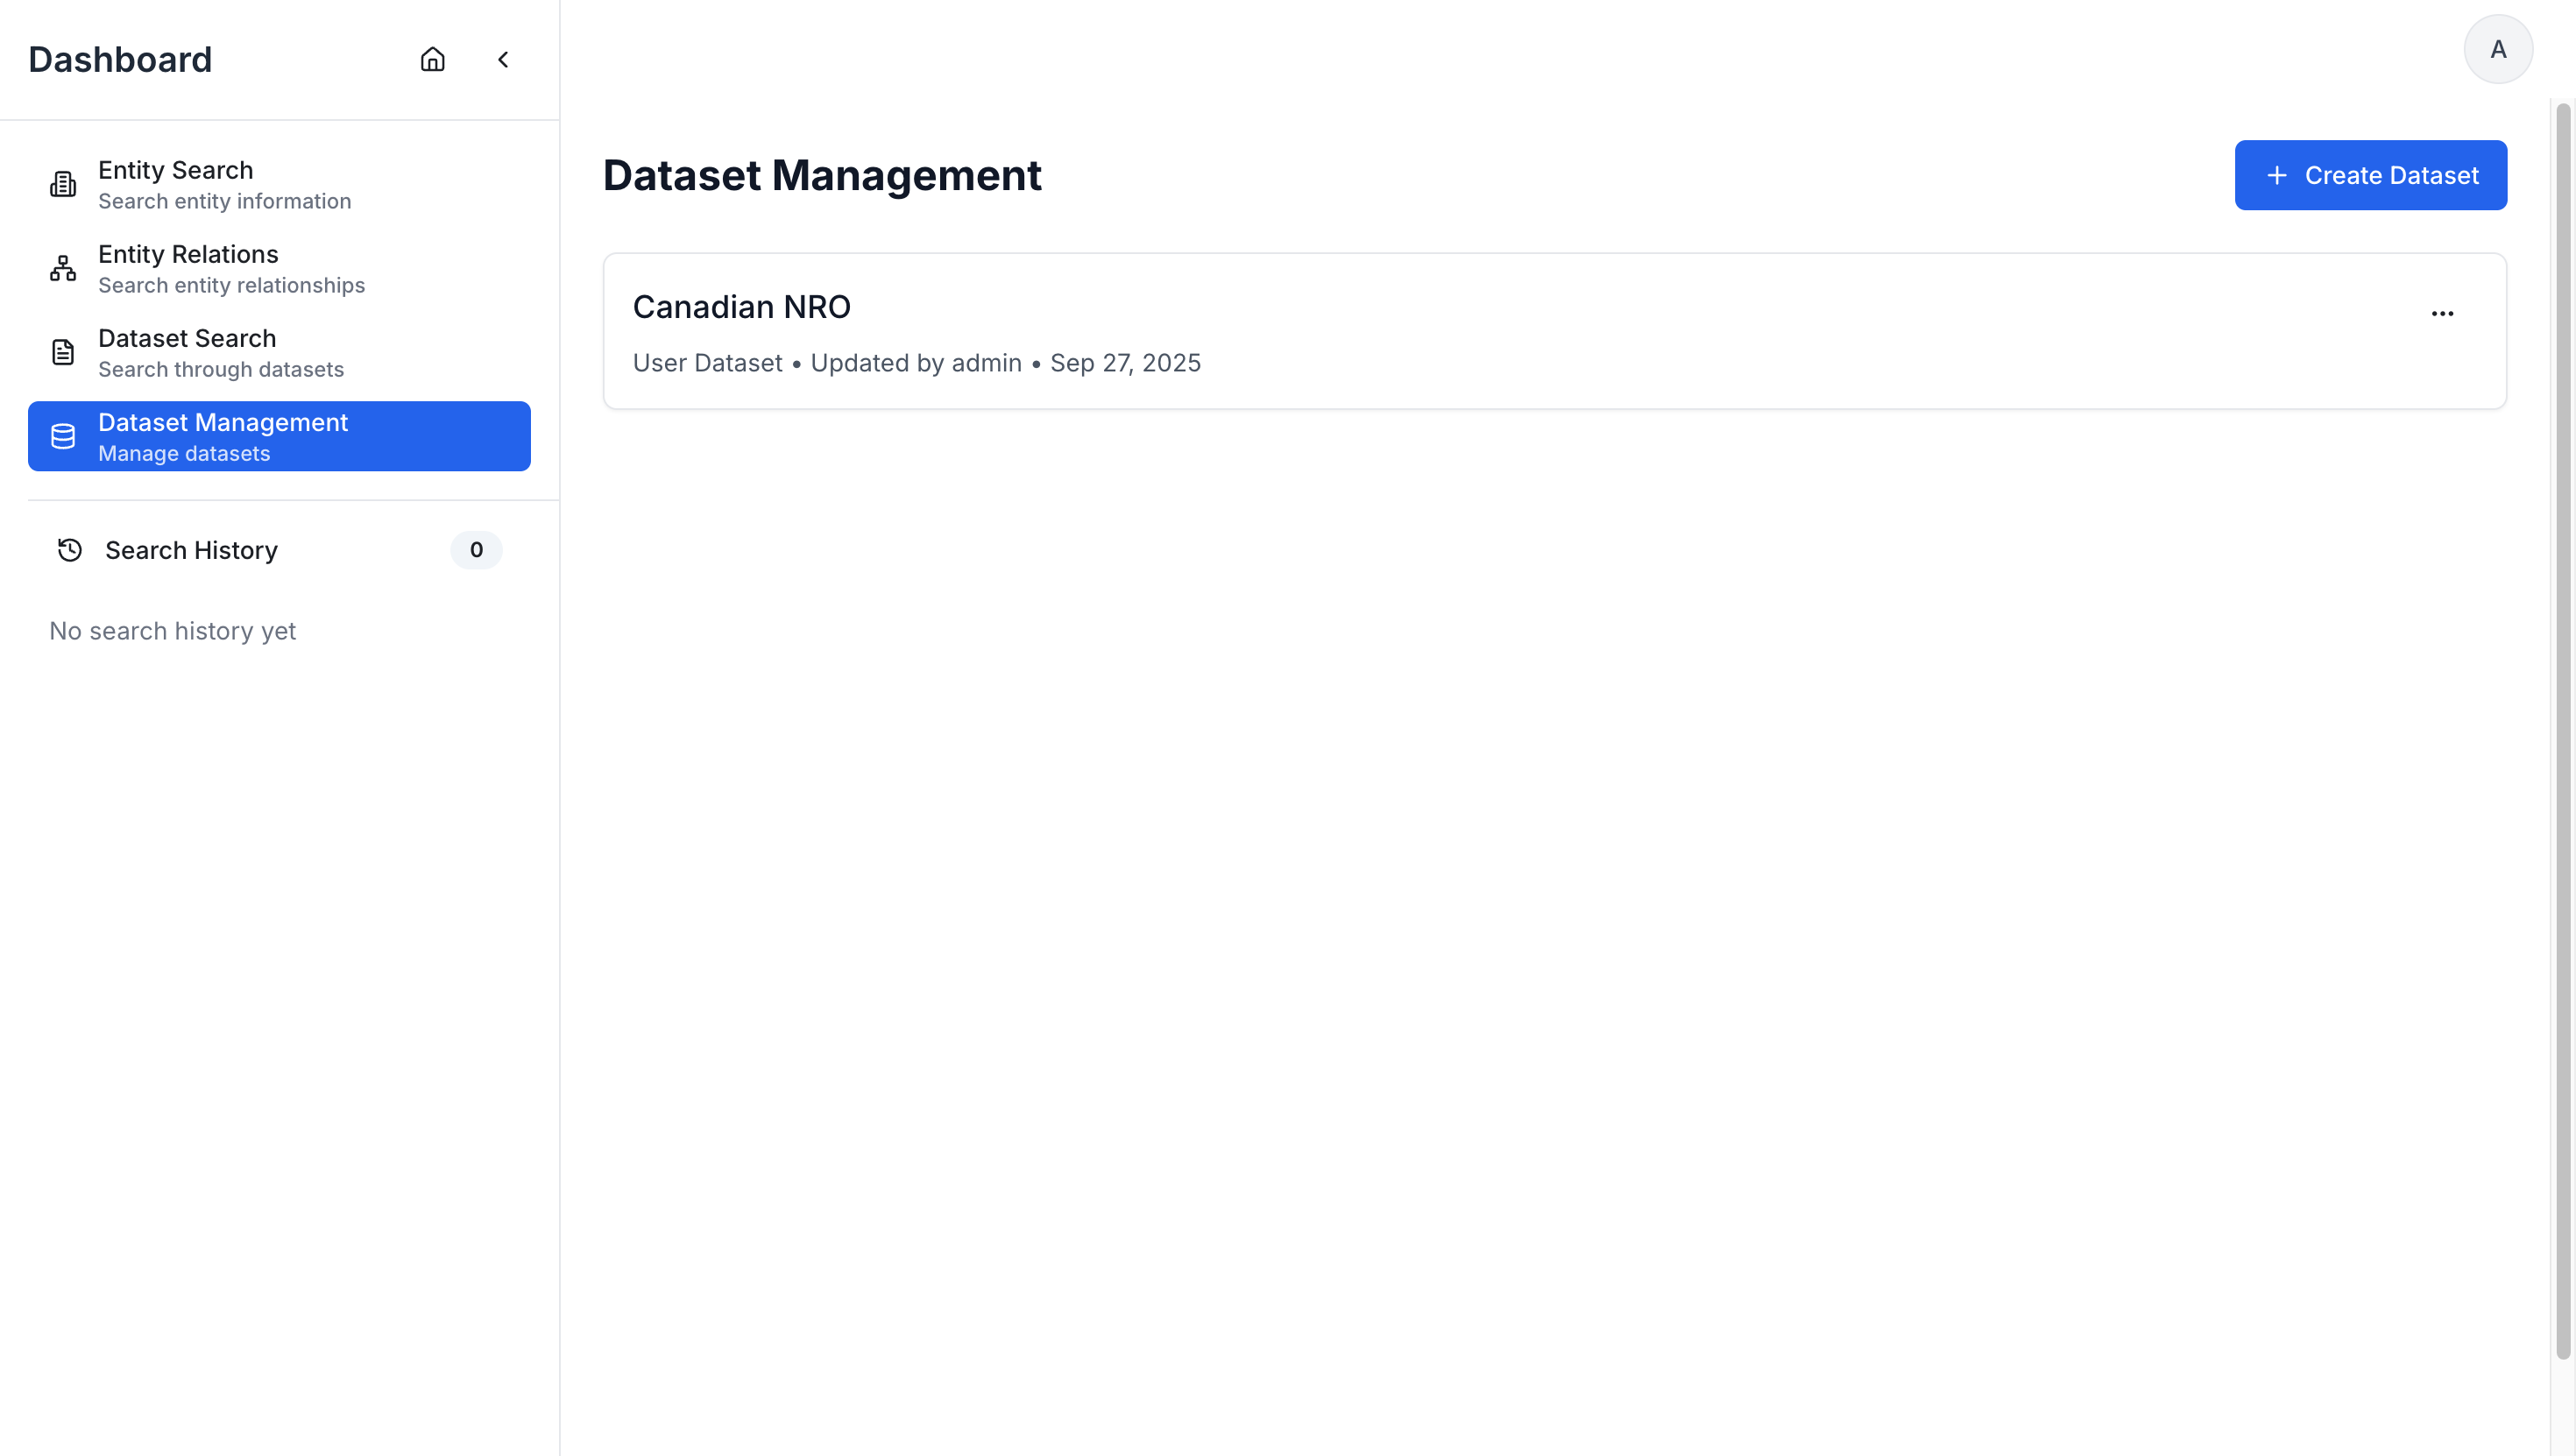 Dashboard
Entity Search
Search entity information
Entity Relations
Search entity relationships
Dataset Search
Search through datasets
Dataset Management
Manage datasets
Search History
0
No search history yet
A
Dataset Management
Create Dataset
Canadian NRO
User Dataset • Updated by admin • Sep 27, 2025